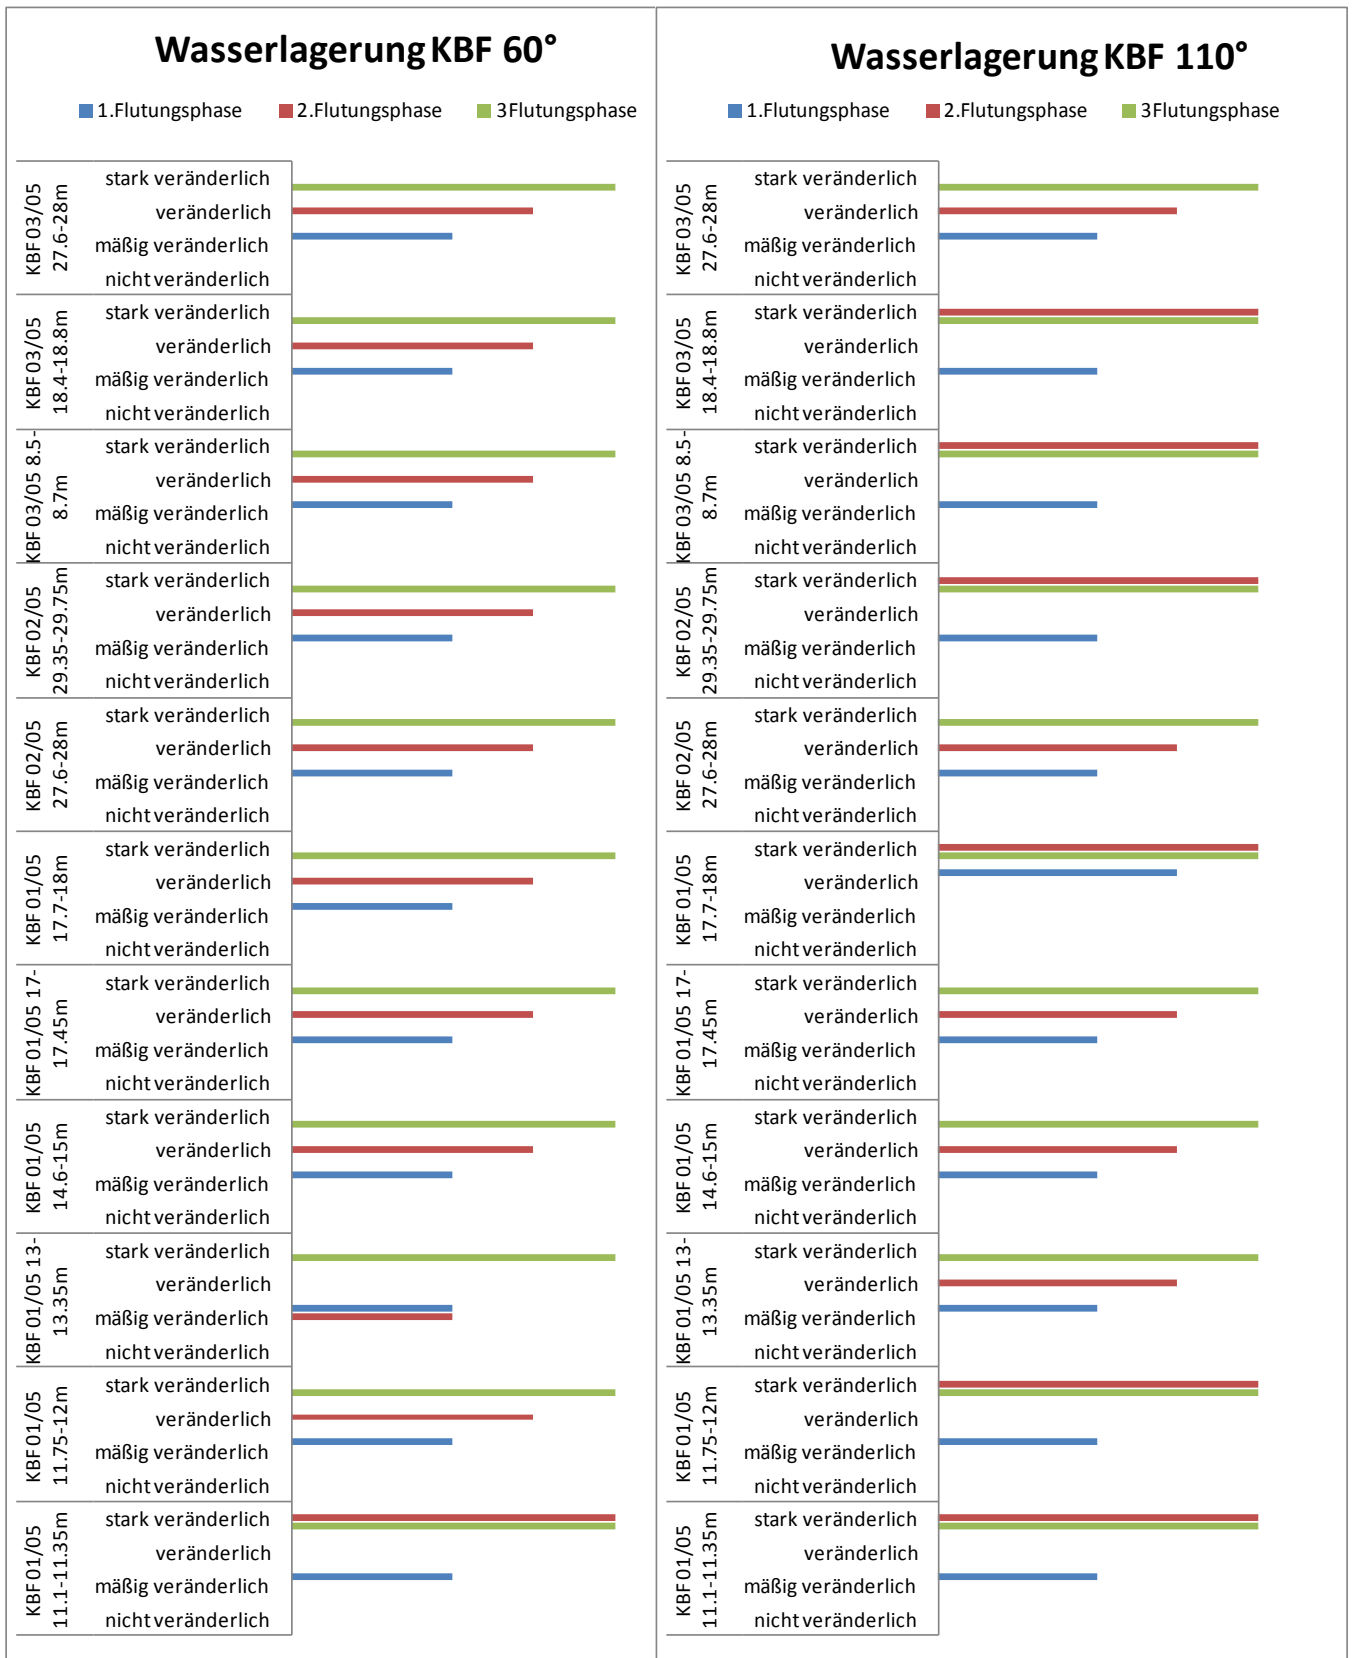 Wasserlagerung KBF 60°
1.Flutungsphase 2.Flutungsphase 3Flutungsphase
KBF 03/05
27.6-28m
stark veränderlich
veränderlich
mäßig veränderlich
nicht veränderlich
KBF 03/05
18.4-18.8m
stark veränderlich
veränderlich
mäßig veränderlich
nicht veränderlich
KBF 03/05 8.5-
8.7m
stark veränderlich
veränderlich
mäßig veränderlich
nicht veränderlich
KBF 02/05
29.35-29.75m
stark veränderlich
veränderlich
mäßig veränderlich
nicht veränderlich
KBF 02/05
27.6-28m
stark veränderlich
veränderlich
mäßig veränderlich
nicht veränderlich
KBF 01/05
17.7-18m
stark veränderlich
veränderlich
mäßig veränderlich
nicht veränderlich
KBF 01/05 17-
17.45m
stark veränderlich
veränderlich
mäßig veränderlich
nicht veränderlich
KBF 01/05
14.6-15m
stark veränderlich
veränderlich
mäßig veränderlich
nicht veränderlich
KBF 01/05 13-
13.35m
stark veränderlich
veränderlich
mäßig veränderlich
nicht veränderlich
KBF 01/05
11.75-12m
stark veränderlich
veränderlich
mäßig veränderlich
nicht veränderlich
KBF 01/05
11.1-11.35m
stark veränderlich
veränderlich
mäßig veränderlich
nicht veränderlich
Wasserlagerung KBF 110°
1.Flutungsphase 2.Flutungsphase 3Flutungsphase
KBF 03/05
27.6-28m
stark veränderlich
veränderlich
mäßig veränderlich
nicht veränderlich
KBF 03/05
18.4-18.8m
stark veränderlich
veränderlich
mäßig veränderlich
nicht veränderlich
KBF 03/05 8.5-
8.7m
stark veränderlich
veränderlich
mäßig veränderlich
nicht veränderlich
KBF 02/05
29.35-29.75m
stark veränderlich
veränderlich
mäßig veränderlich
nicht veränderlich
KBF 02/05
27.6-28m
stark veränderlich
veränderlich
mäßig veränderlich
nicht veränderlich
KBF 01/05
17.7-18m
stark veränderlich
veränderlich
mäßig veränderlich
nicht veränderlich
KBF 01/05 17-
17.45m
stark veränderlich
veränderlich
mäßig veränderlich
nicht veränderlich
KBF 01/05
14.6-15m
stark veränderlich
veränderlich
mäßig veränderlich
nicht veränderlich
KBF 01/05 13-
13.35m
stark veränderlich
veränderlich
mäßig veränderlich
nicht veränderlich
KBF 01/05
11.75-12m
stark veränderlich
veränderlich
mäßig veränderlich
nicht veränderlich
KBF 01/05
11.1-11.35m
stark veränderlich
veränderlich
mäßig veränderlich
nicht veränderlich